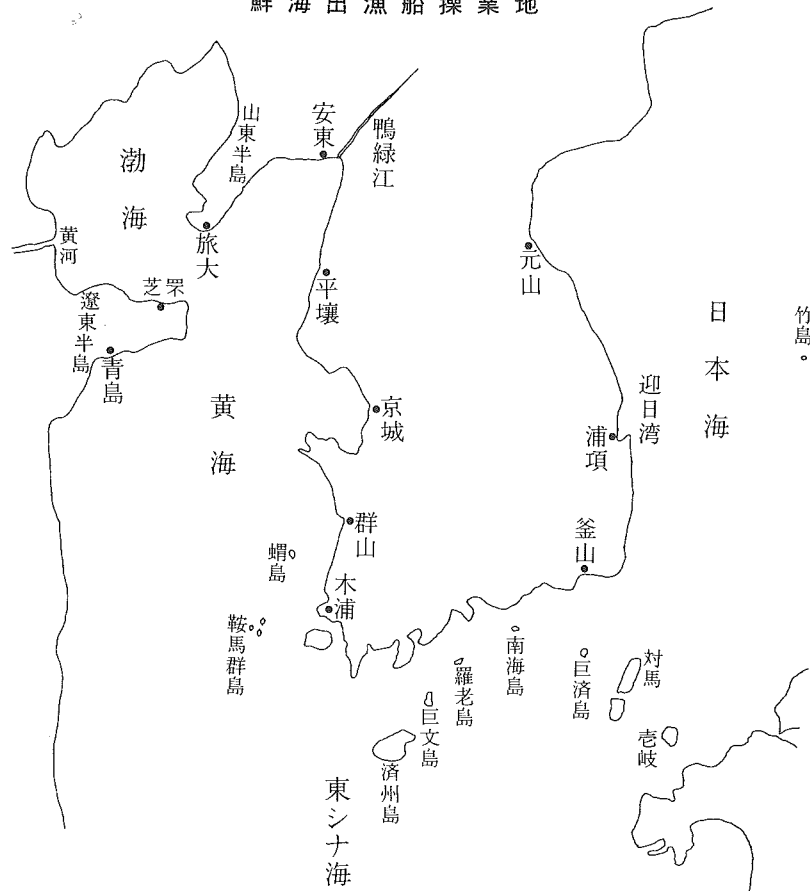 鮮海出漁船操業地
渤海
山東半島
安東
鴨緑江
黄河
旅大
芝罘
遼東半島
青島
平壌
元山
日本海
竹島
黄海
京城
迎日湾
浦項
群山
釜山
蝟島
木浦
鞍馬群島
羅老島
南海島
巨済島
対馬
巨文島
済州島
壱岐
東シナ海